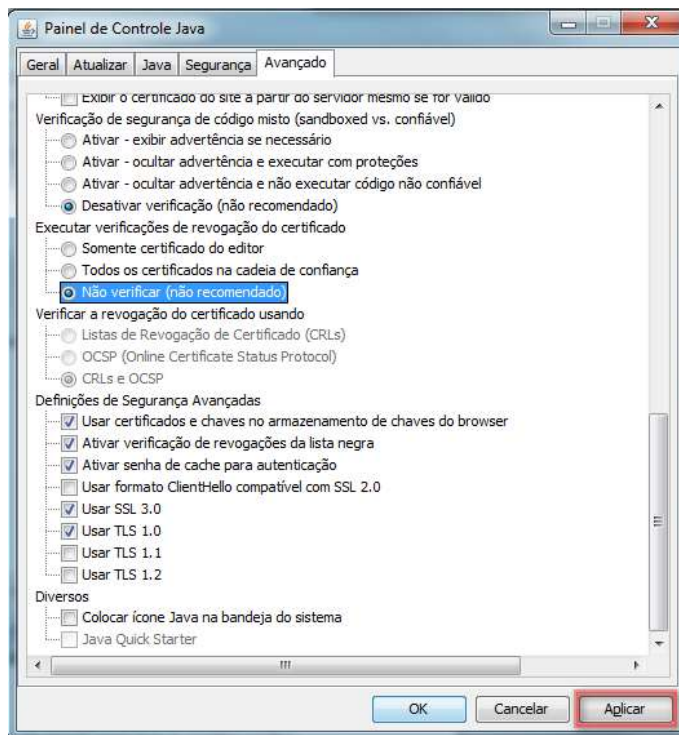 Painel de Controle Java
Geral Atualizar Java Segurança Avançado
Exibir o certificado do site a partir do servidor mesmo se for válido
Verificação de segurança de código misto (sandboxed vs. confiável)
Ativar - exibir advertência se necessário
Ativar - ocultar advertência e executar com proteções
Ativar - ocultar advertência e não executar código não confiável
Desativar verificação (não recomendado)
Executar verificações de revogação do certificado
Somente certificado do editor
Todos os certificados na cadeia de confiança
Não verificar (não recomendado)
Verificar a revogação do certificado usando
Listas de Revogação de Certificado (CRLs)
OCSP (Online Certificate Status Protocol)
CRLs e OCSP
Definições de Segurança Avançadas
Usar certificados e chaves no armazenamento de chaves do browser
Ativar verificação de revogações da lista negra
Ativar senha de cache para autenticação
Usar formato ClientHello compatível com SSL 2.0
Usar SSL 3.0
Usar TLS 1.0
Usar TLS 1.1
Usar TLS 1.2
Diversos
Colocar ícone Java na bandeja do sistema
Java Quick Starter
OK Cancelar Aplicar